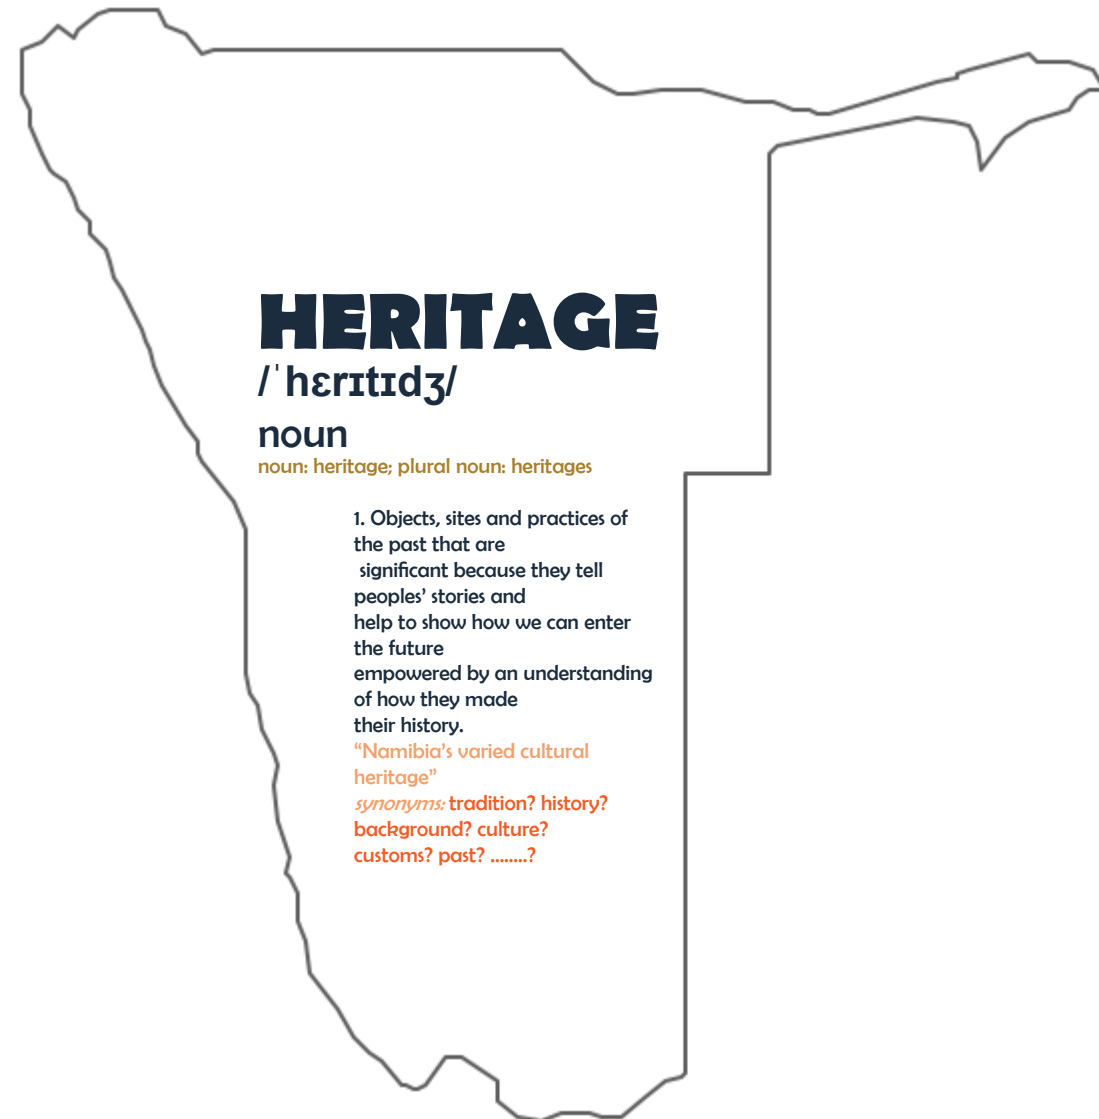 HERITAGE
/ˈhɛrɪtɪdʒ/
noun
noun: heritage; plural noun: heritages
1. Objects, sites and practices of
the past that are
significant because they tell
peoples’ stories and
help to show how we can enter
the future
empowered by an understanding
of how they made
their history.
“Namibia’s varied cultural
heritage”
synonyms: tradition? history?
background? culture?
customs? past? ........?